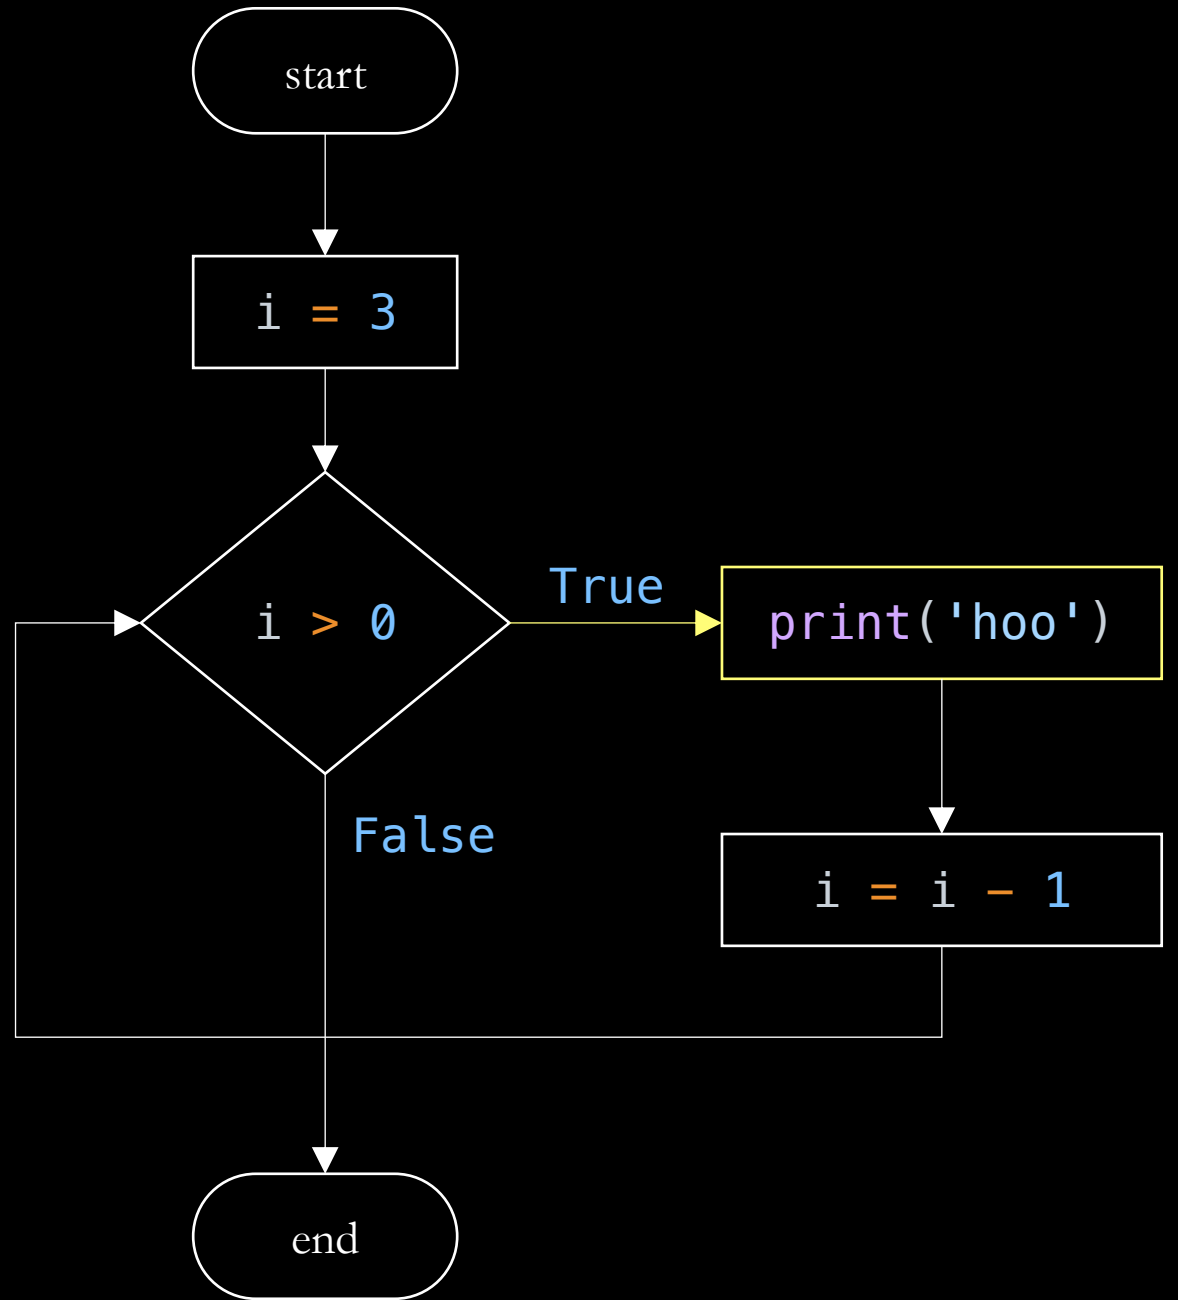 start
i = 3
i > 0
True
print('hoo')
False
i = i - 1
end